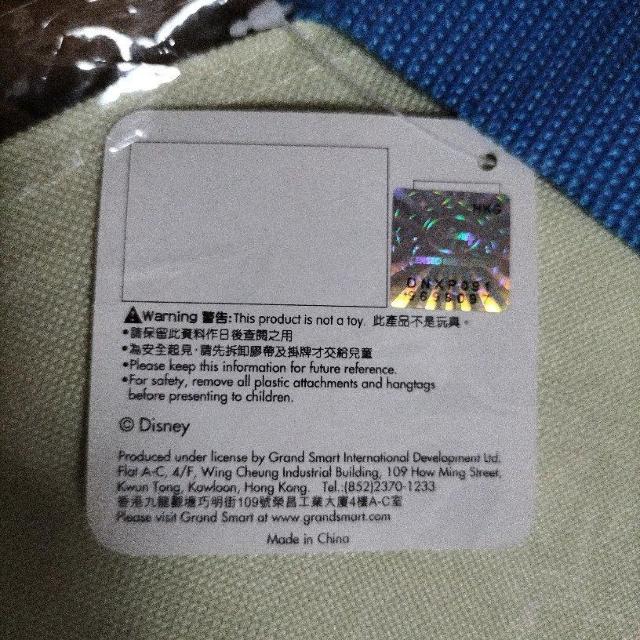 HKG
DNXP091
⚠Warning 警告: This product is not a toy. 此產品不是玩具。
•請保留此資料作日後查閱之用
•為安全起見，請先拆卸膠帶及掛牌才交給兒童
•Please keep this information for future reference.
•For safety, remove all plastic attachments and hangtags
before presenting to children.
© Disney
Produced under license by Grand Smart International Development Ltd.
Flat A-C, 4/F, Wing Cheung Industrial Building, 109 How Ming Street,
Kwun Tong, Kowloon, Hong Kong. Tel:(852)2370-1233
香港九龍觀塘巧明街109號榮昌工業大厦4樓A-C室
Please visit Grand Smart at www.grandsmart.com
Made in China